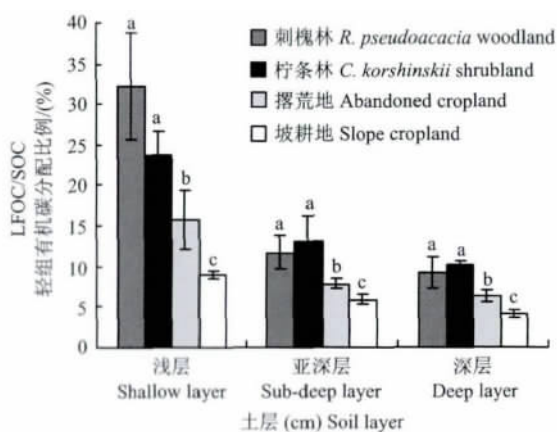 LFOC/SOC
轻组有机碳分配比例/(%)
40
35
30
25
20
15
10
5
0
刺槐林 R. pseudoacacia woodland
柠条林 C. korshinskii shrubland
撂荒地 Abandoned cropland
坡耕地 Slope cropland
a
a
b
c
a
a
b
c
a
a
b
c
浅层
Shallow layer
亚深层
Sub-deep layer
深层
Deep layer
土层 (cm) Soil layer